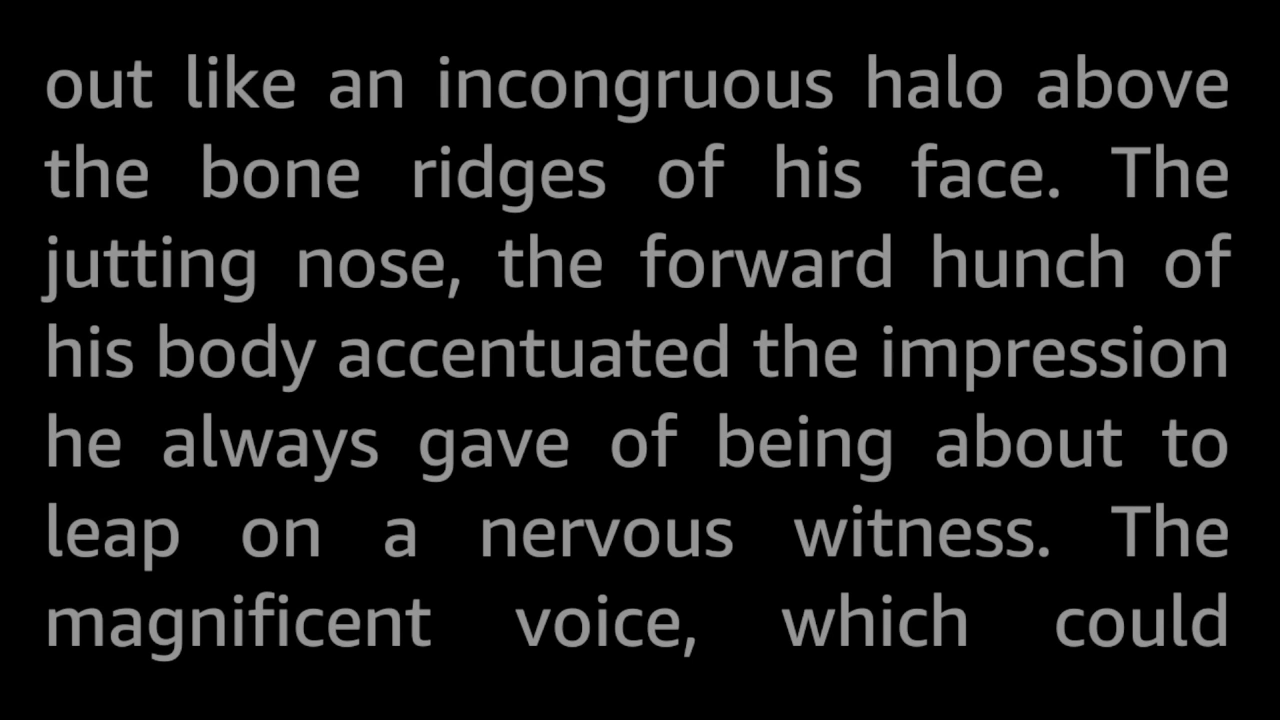 out like an incongruous halo above
the bone ridges of his face. The
jutting nose, the forward hunch of
his body accentuated the impression
he always gave of being about to
leap on a nervous witness. The
magnificent voice, which could